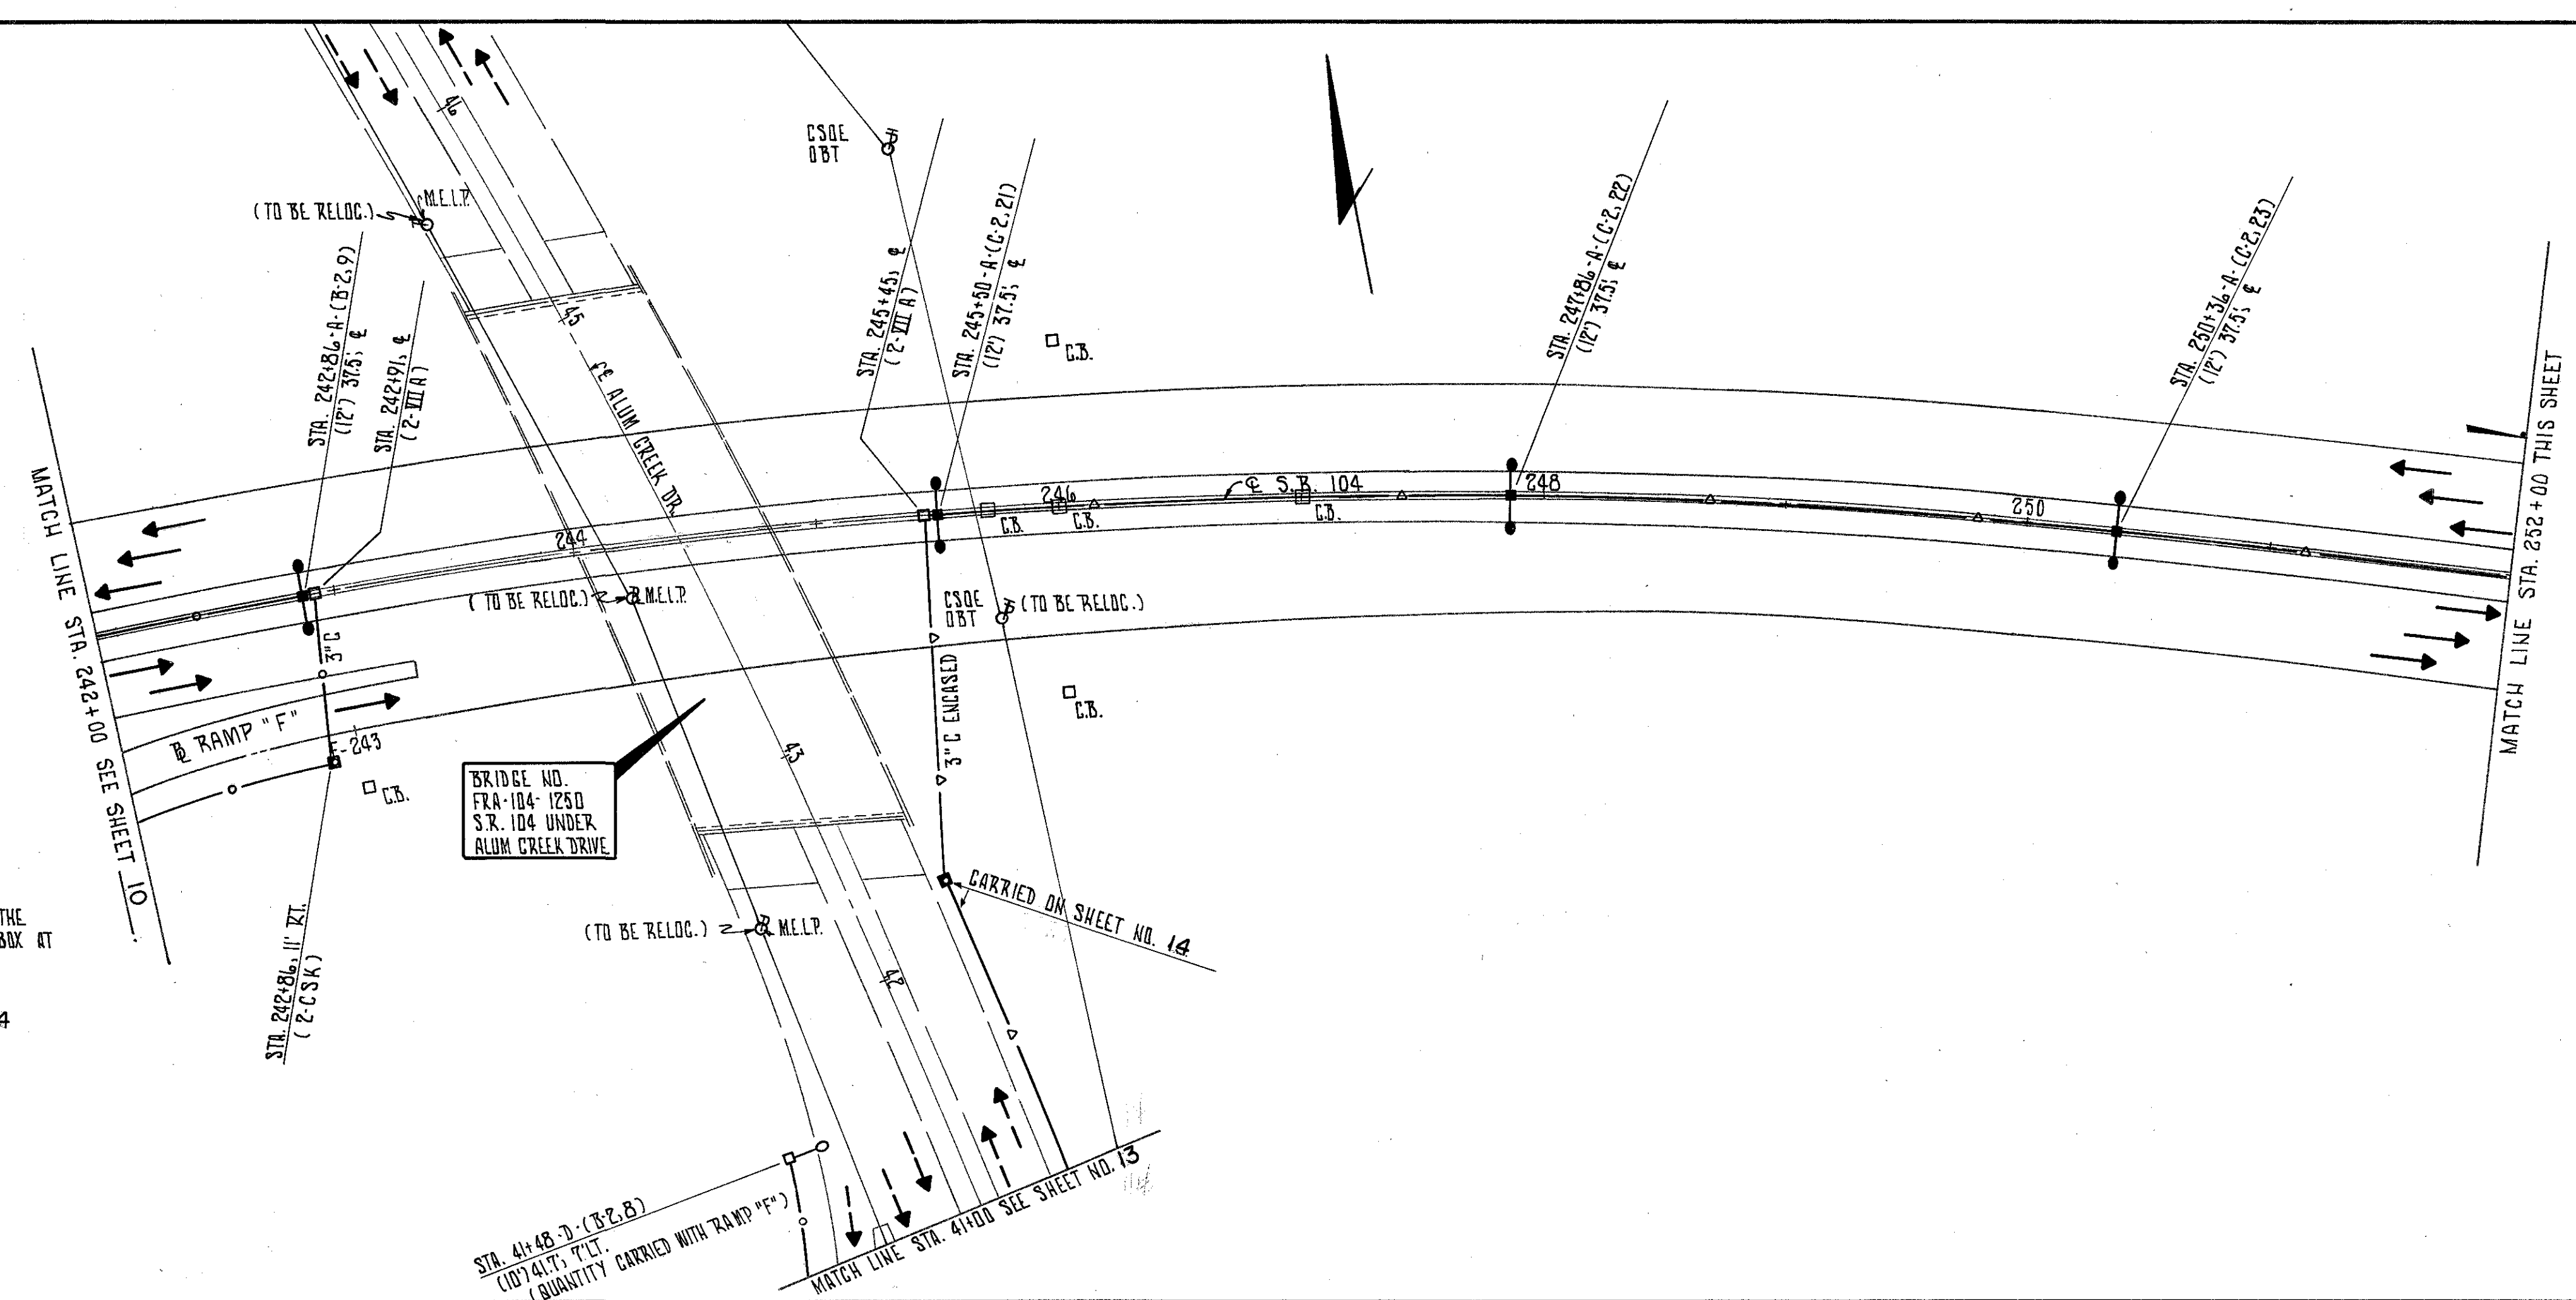 46
CSOE
OBT
(TO BE RELOC.)
M.E.L.P.
STA. 242+86-A-(B-2,9)
(12') 37.5', ℄
STA. 242+91, ℄
(2-VII A)
45
℄ ALUM CREEK DR.
STA. 245+45, ℄
(2-VII A)
STA. 245+50-A-(C-2,21)
(12') 37.5', ℄
C.B.
STA. 247+86-A-(C-2,22)
(12') 37.5', ℄
STA. 250+36-A-(C-2,23)
(12') 37.5', ℄
MATCH LINE STA. 252+00 THIS SHEET
MATCH LINE STA. 242+00 SEE SHEET 10
244
246
℄ S.R. 104
248
250
C.B.
C.B.
C.B.
(TO BE RELOC.)
M.E.L.P.
CSOE
OBT
(TO BE RELOC.)
3"C
3"C ENCASED
C.B.
BL RAMP "F"
F-243
C.B.
43
BRIDGE NO.
FRA-104-1250
S.R. 104 UNDER
ALUM CREEK DRIVE
CARRIED ON SHEET NO. 14
(TO BE RELOC.)
M.E.L.P.
42
THE
BOX AT
4
STA. 242+86, 11' RT.
(2-CSK)
STA. 41+48-D-(B-2,8)
(10') 41.7', 7' LT.
(QUANTITY CARRIED WITH RAMP "F")
MATCH LINE STA. 41+00 SEE SHEET NO. 13